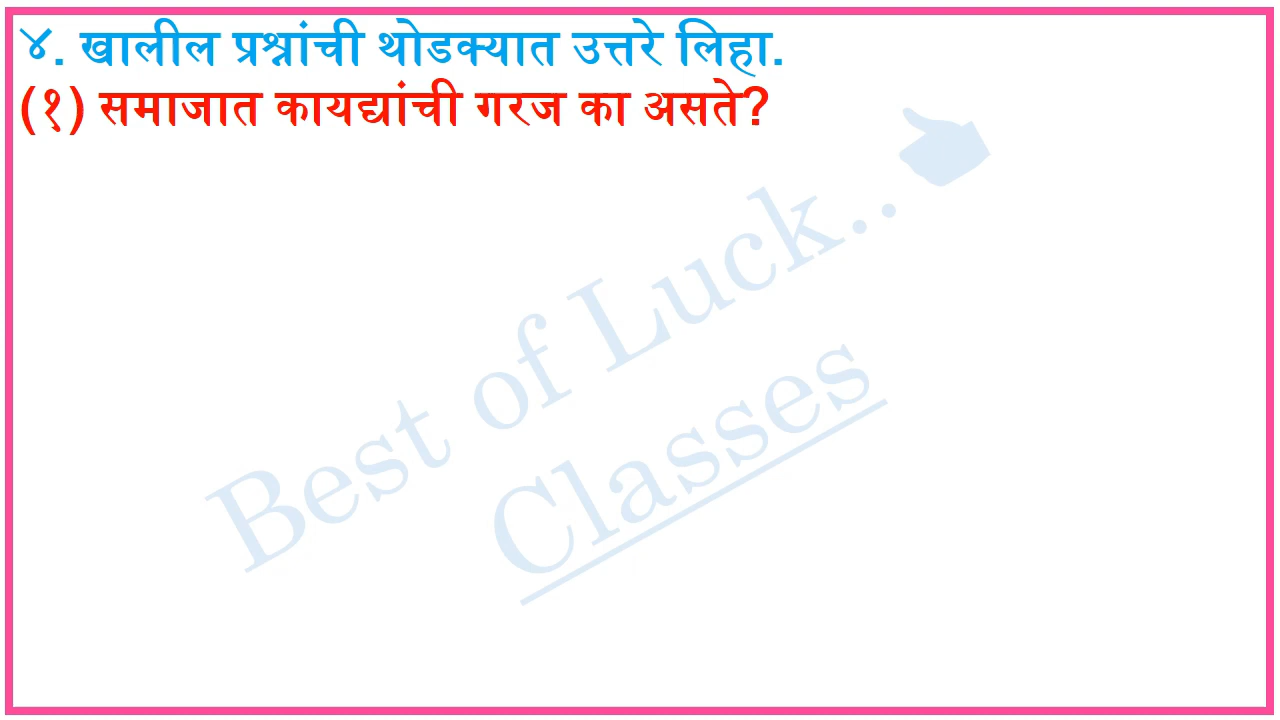 ४. खालील प्रश्नांची थोडक्यात उत्तरे लिहा.
(१) समाजात कायद्यांची गरज का असते?
Best of Luck..
Classes